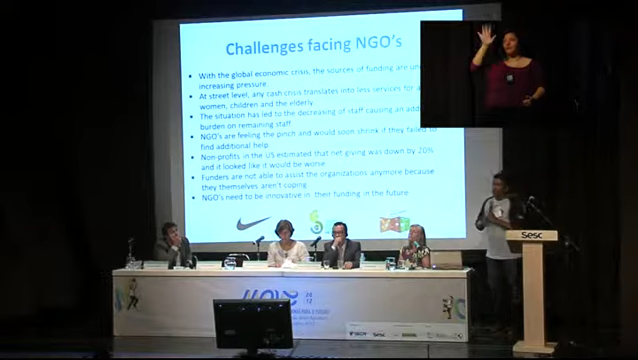 Challenges facing NGO's
• With the global economic crisis, the sources of funding are un
increasing pressure.
• At street level, any cash crisis translates into less services for a
women, children and the elderly.
• The situation has led to the decreasing of staff causing an add
burden on remaining staff.
• NGO's are feeling the pinch and would soon shrink if they failed to
find additional help.
• Non-profits in the US estimated that net giving was down by 20%
and it looked like it would be worse.
• Funders are not able to assist the organizations anymore because
they themselves aren't coping.
• NGO's need to be innovative in their funding in the future.
Sesc
Sesc